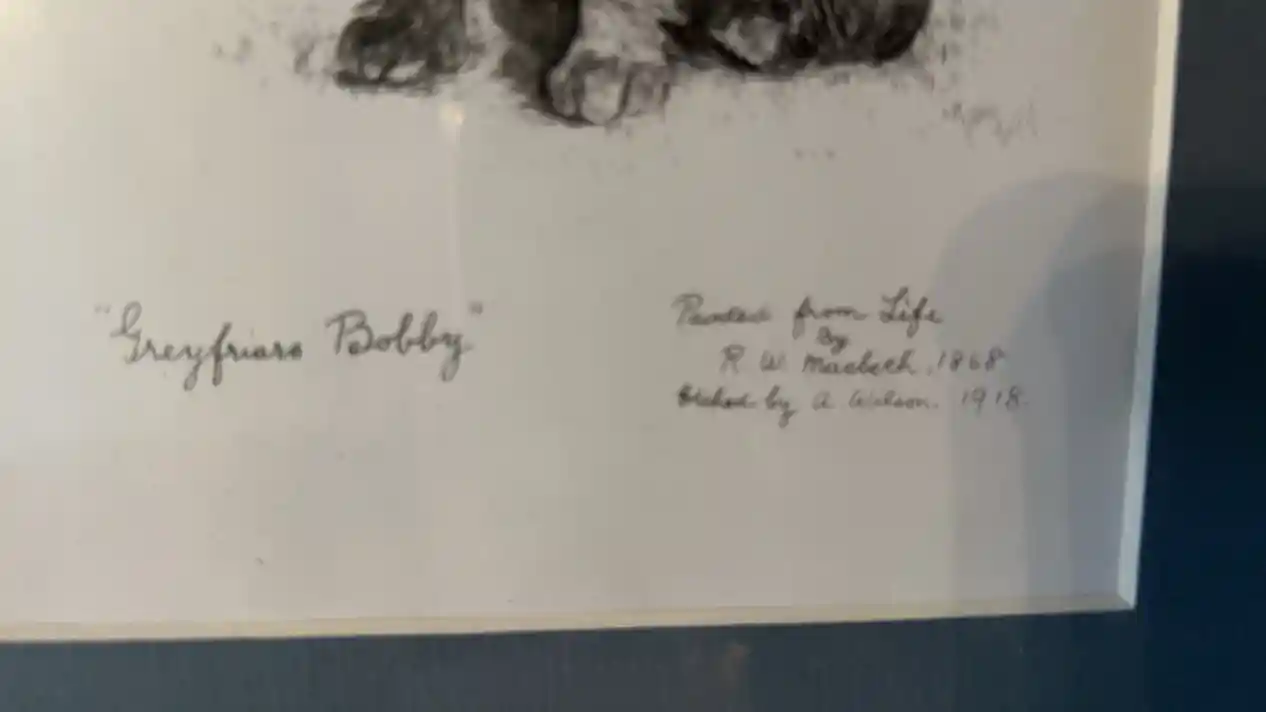 "Greyfriars Bobby"
Painted from Life
By
R. W. Macbeth. 1868
Etched by A. Wilson. 1918.